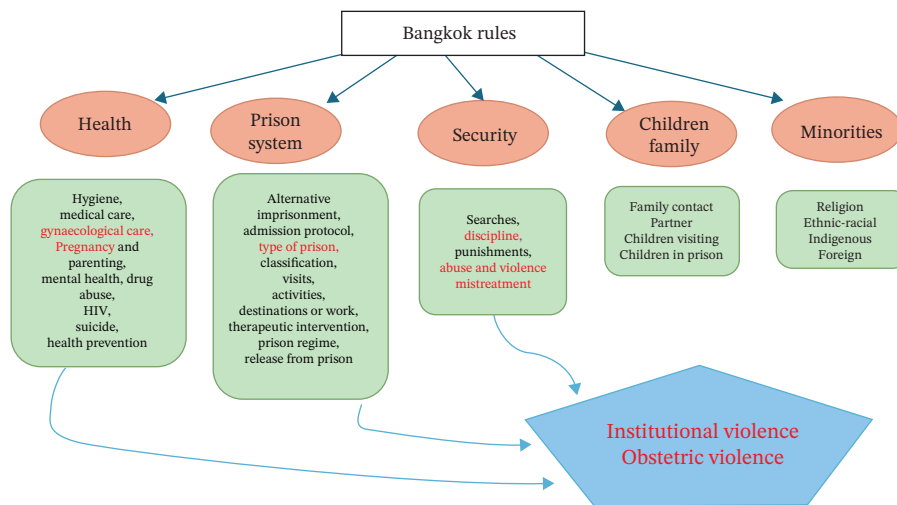 Bangkok rules
Health
Prison
system
Security
Children
family
Minorities
Hygiene,
medical care,
gynaecological care,
Pregnancy and
parenting,
mental health, drug
abuse,
HIV,
suicide,
health prevention
Alternative
imprisonment,
admission protocol,
type of prison,
classification,
visits,
activities,
destinations or work,
therapeutic intervention,
prison regime,
release from prison
Searches,
discipline,
punishments,
abuse and violence
mistreatment
Family contact
Partner
Children visiting
Children in prison
Religion
Ethnic-racial
Indigenous
Foreign
Institutional violence
Obstetric violence